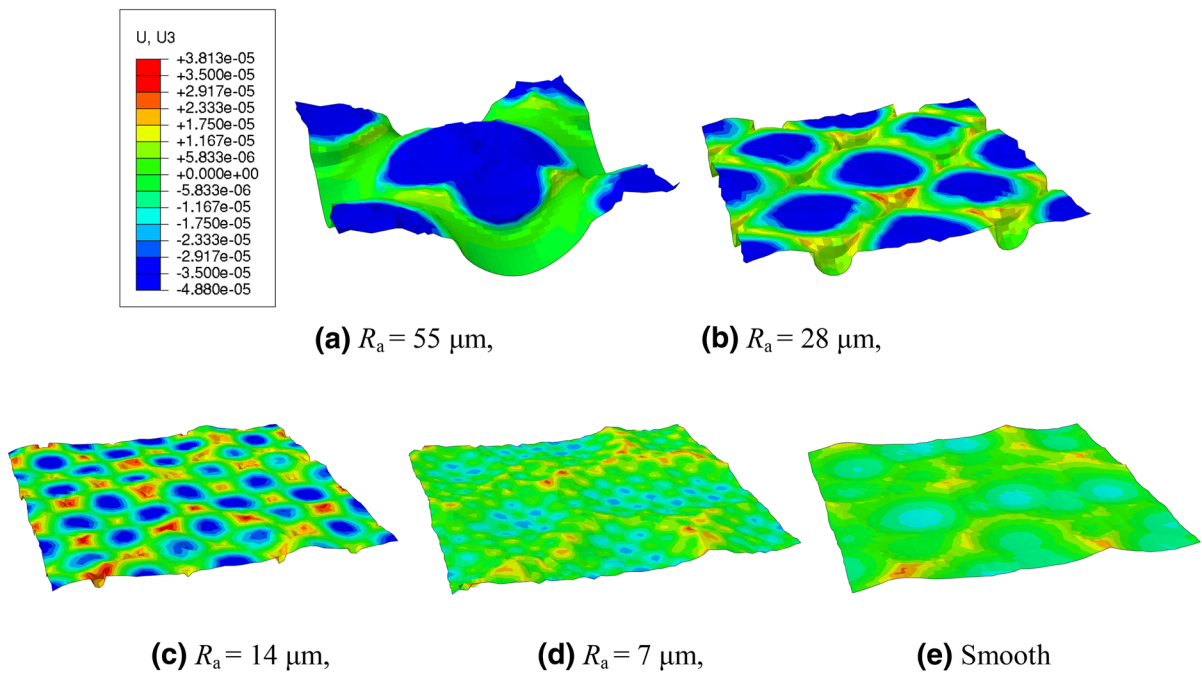 U, U3
+3.813e-05
+3.500e-05
+2.917e-05
+2.333e-05
+1.750e-05
+1.167e-05
+5.833e-06
+0.000e+00
-5.833e-06
-1.167e-05
-1.750e-05
-2.333e-05
-2.917e-05
-3.500e-05
-4.880e-05
(a) Ra = 55 μm,
(b) Ra = 28 μm,
(c) Ra = 14 μm,
(d) Ra = 7 μm,
(e) Smooth